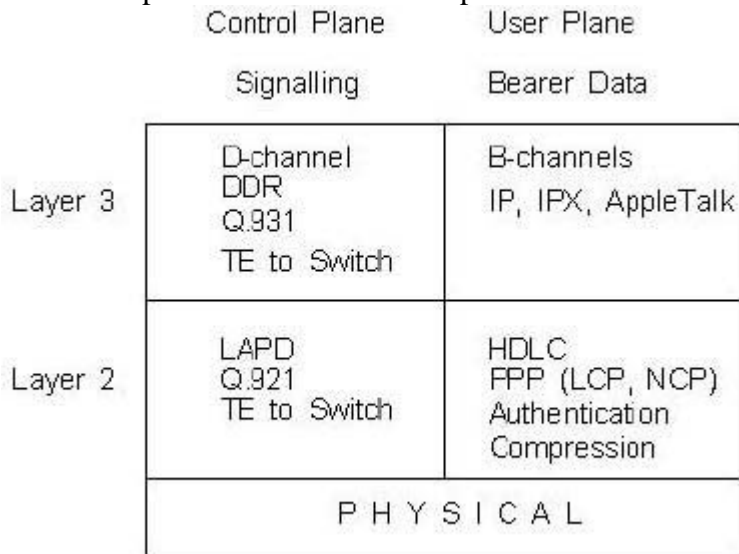 Control Plane
User Plane
Signalling
Bearer Data
Layer 3
D-channel
DDR
Q.931
TE to Switch
B-channels
IP, IPX, AppleTalk
Layer 2
LAPD
Q.921
TE to Switch
HDLC
FPP (LCP, NCP)
Authentication
Compression
PHYSICAL